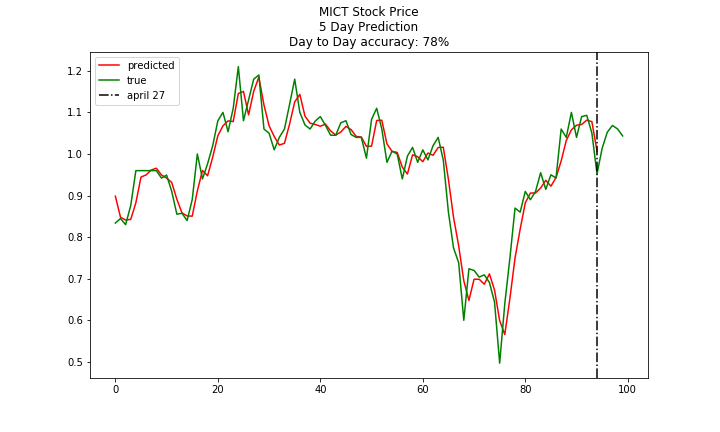 MICT Stock Price
5 Day Prediction
Day to Day accuracy: 78%
predicted
true
april 27
1.2
1.1
1.0
0.9
0.8
0.7
0.6
0.5
0 20 40 60 80 100